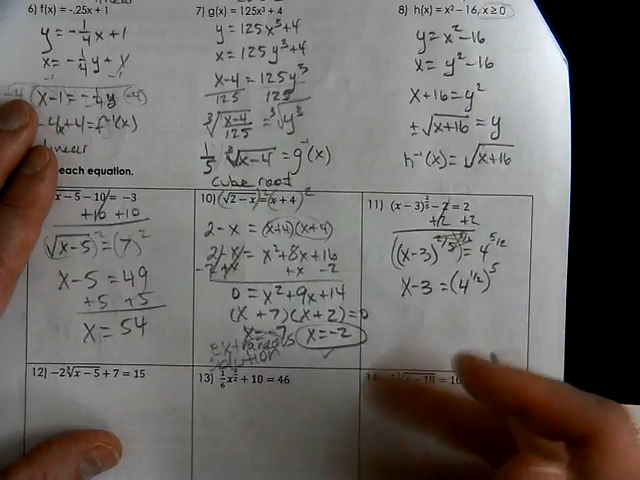 6) f(x) = -.25x + 1
y = -1/4 x + 1
x = -1/4 y + 1
x-1 = -1/4 y
-4x+4 = f⁻¹(x)
linear
7) g(x) = 125x³ + 4
y = 125x³+4
x = 125y³+4
x-4 = 125y³
125 125
∛(x-4)/125 = ∛y³
1/5 ∛x-4 = g⁻¹(x)
cube root
8) h(x) = x² – 16, x ≥ 0
y = x²-16
x = y²-16
x+16 = y²
±√x+16 = y
h⁻¹(x) = √x+16
each equation.
x – 5 – 10 = –3
+10 +10
√x-5² = (7)²
x-5 = 49
+5 +5
x = 54
10) (√2 – x)² = (x + 4)²
2-x = (x+4)(x+4)
2-x = x²+8x+16
-2+x +x -2
0 = x²+9x+14
(x+7)(x+2)=0
x=-7 x=-2
extraneous
solution
11) (x – 3)^(2/5) – 2 = 2
+2 +2
((x-3)^(2/5))^(5/2) = 4^(5/2)
x-3 = (4^(1/2))^5
12) –2∛x – 5 + 7 = 15
13) 1/6 x^(3/2) + 10 = 46